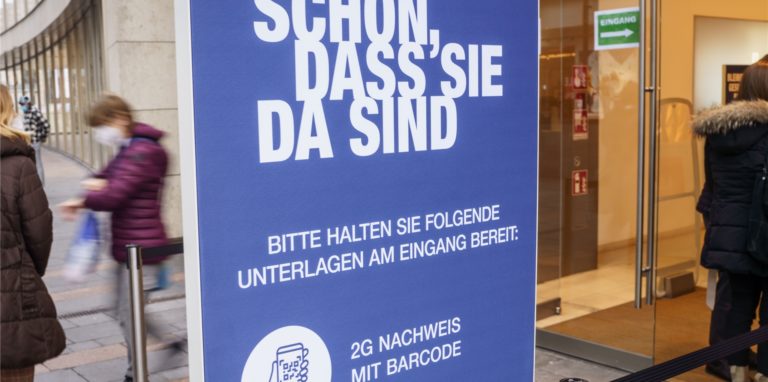 SCHÖN,
DASS SIE
DA SIND
BITTE HALTEN SIE FOLGENDE
UNTERLAGEN AM EINGANG BEREIT:
2G NACHWEIS
MIT BARCODE
EINGANG